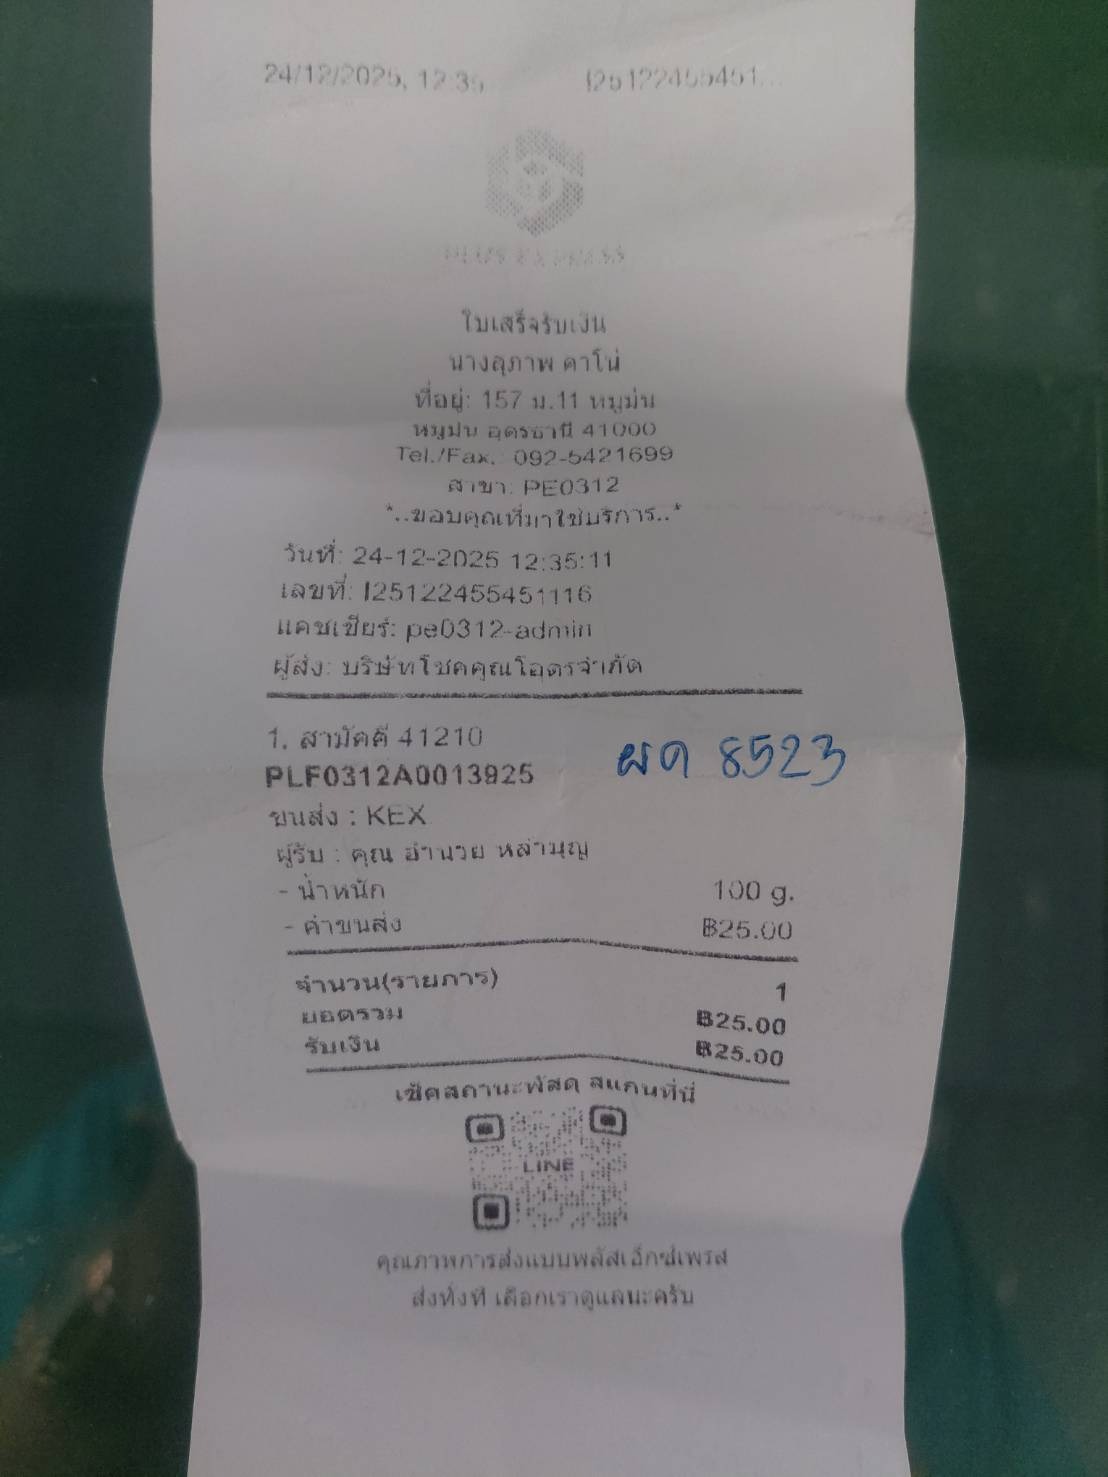 24/12/2025, 12:35 I25122455451...
PLUS EXPRESS
ใบเสร็จรับเงิน
นางสุภาพ คาโน่
ที่อยู่: 157 ม.11 หมูม่น
หมูม่น อุดรธานี 41000
Tel./Fax. 092-5421699
สาขา: PE0312
*..ขอบคุณที่มาใช้บริการ..*
วันที่: 24-12-2025 12:35:11
เลขที่: I25122455451116
แคชเชียร์: pe0312-admin
ผู้ส่ง: บริษัทโชคคูณโอุดรจำกัด
1. สามัคคี 41210
ผด 8523
PLF0312A0013925
ขนส่ง : KEX
ผู้รับ : คุณ อำนวย หล่ามุญ
- น้ำหนัก 100 g.
- ค่าขนส่ง ฿25.00
จำนวน(รายการ) 1
ยอดรวม ฿25.00
รับเงิน ฿25.00
เช็คสถานะพัสดุ สแกนที่นี่
LINE
คุณภาพการส่งแบบพลัสเอ็กซ์เพรส
ส่งทั้งที เลือกเราดูแลนะครับ